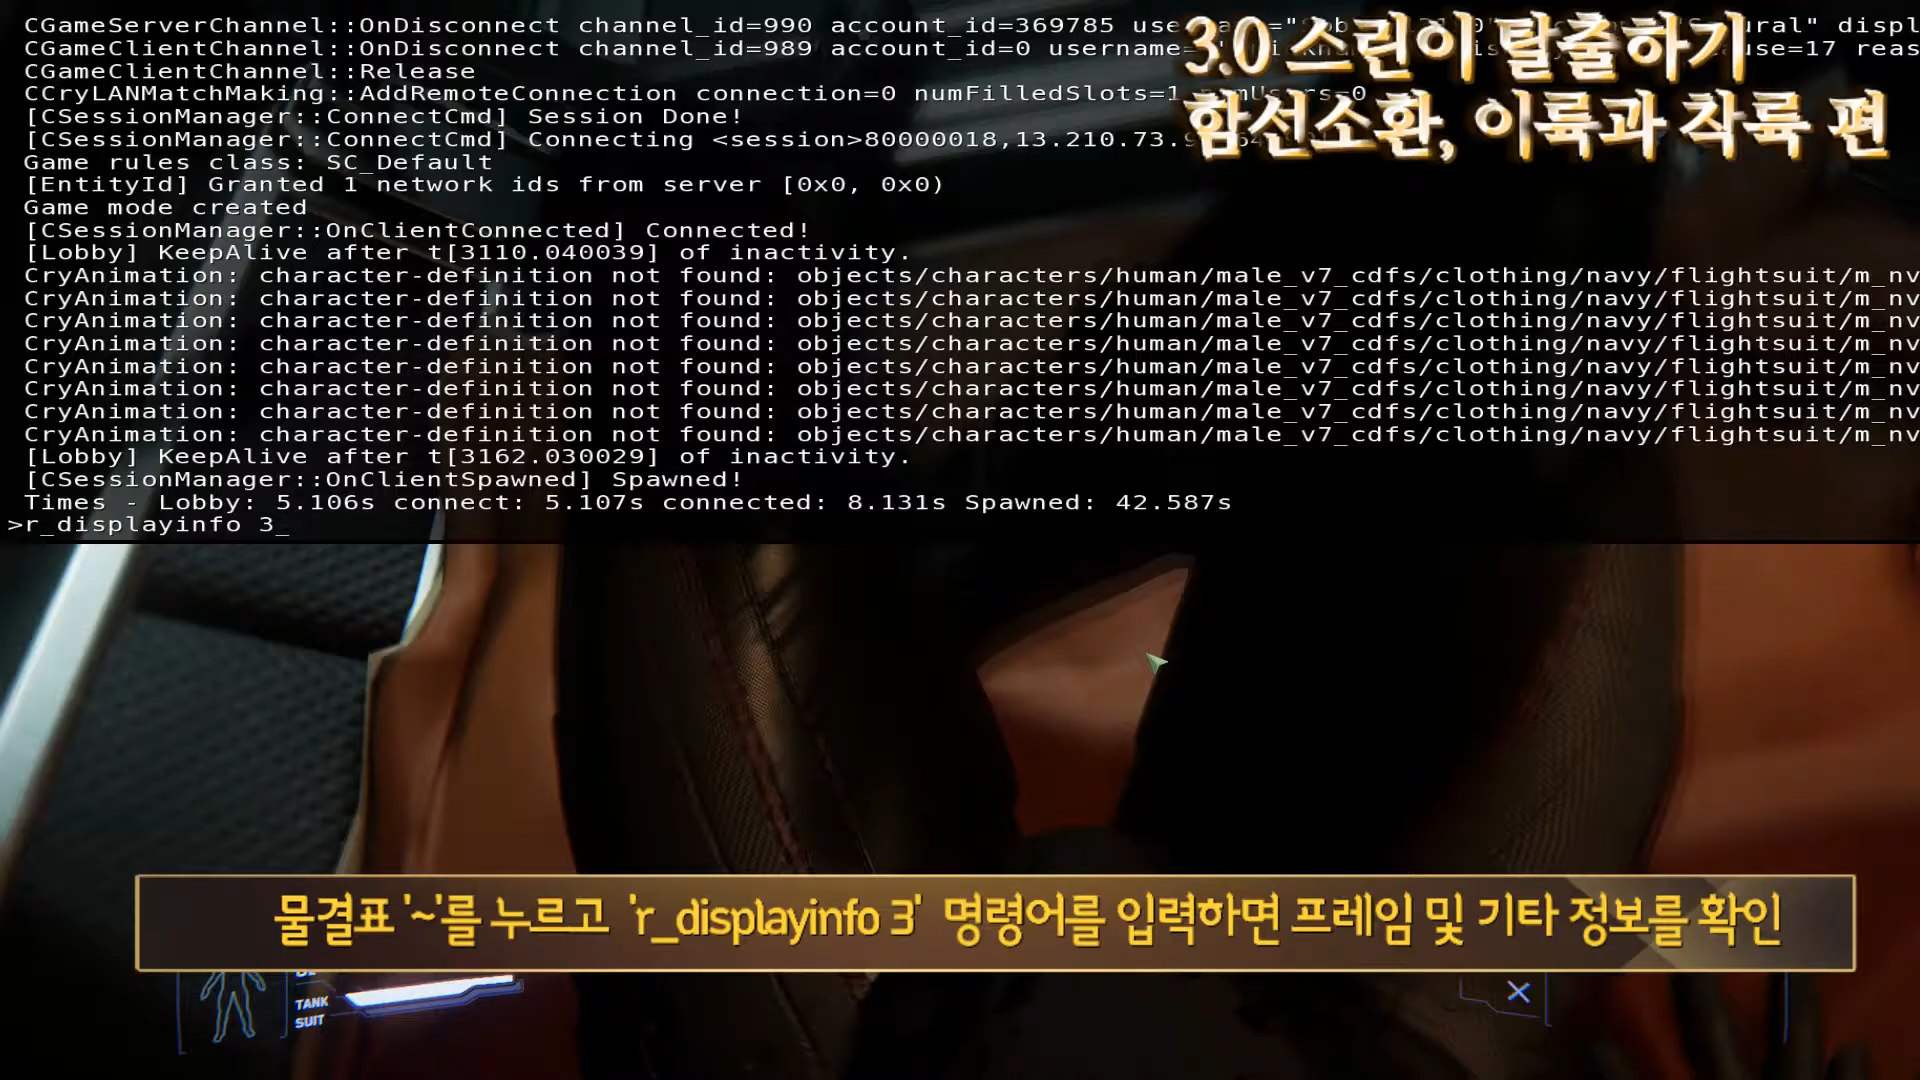 CGameServerChannel::OnDisconnect channel_id=990 account_id=369785
CGameClientChannel::OnDisconnect channel_id=989 account_id=0 username=
CGameClientChannel::Release
CCryLANMatchMaking::AddRemoteConnection connection=0 numFilledSlots=1 numUsers=0
[CSessionManager::ConnectCmd] Session Done!
[CSessionManager::ConnectCmd] Connecting <session>80000018,13.210.73.
Game rules class: SC_Default
[EntityId] Granted 1 network ids from server [0x0, 0x0)
Game mode created
[CSessionManager::OnClientConnected] Connected!
[Lobby] KeepAlive after t[3110.040039] of inactivity.
CryAnimation: character-definition not found: objects/characters/human/male_v7_cdfs/clothing/navy/flightsuit/m_nv
CryAnimation: character-definition not found: objects/characters/human/male_v7_cdfs/clothing/navy/flightsuit/m_nv
CryAnimation: character-definition not found: objects/characters/human/male_v7_cdfs/clothing/navy/flightsuit/m_nv
CryAnimation: character-definition not found: objects/characters/human/male_v7_cdfs/clothing/navy/flightsuit/m_nv
CryAnimation: character-definition not found: objects/characters/human/male_v7_cdfs/clothing/navy/flightsuit/m_nv
CryAnimation: character-definition not found: objects/characters/human/male_v7_cdfs/clothing/navy/flightsuit/m_nv
CryAnimation: character-definition not found: objects/characters/human/male_v7_cdfs/clothing/navy/flightsuit/m_nv
CryAnimation: character-definition not found: objects/characters/human/male_v7_cdfs/clothing/navy/flightsuit/m_nv
[Lobby] KeepAlive after t[3162.030029] of inactivity.
[CSessionManager::OnClientSpawned] Spawned!
Times - Lobby: 5.106s connect: 5.107s connected: 8.131s Spawned: 42.587s
>r_displayinfo 3_
3.0 스린이 탈출하기
함선소환, 이륙과 착륙 편
물결표 '~'를 누르고 'r_displayinfo 3' 명령어를 입력하면 프레임 및 기타 정보를 확인
TANK
SUIT